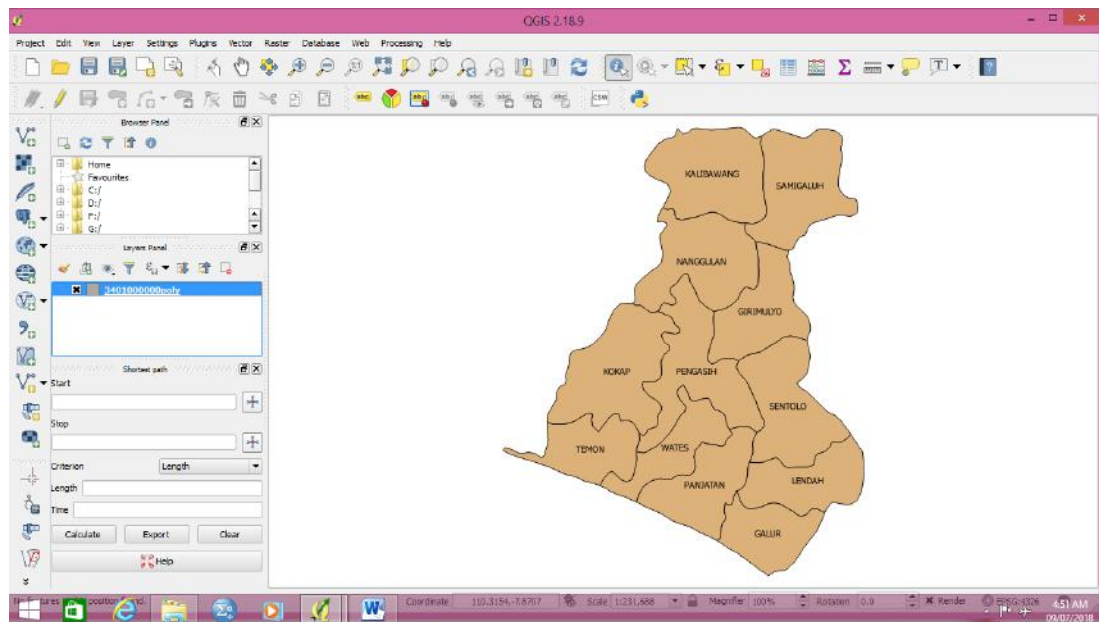 QGIS 2.18.9
Project Edit View Layer Settings Plugins Vector Raster Database Web Processing Help
Browser Panel
Home
Favourites
C:/
D:/
F:/
G:/
Layers Panel
3401000000poly
Shortest path
Start
Stop
Criterion Length
Length
Time
Calculate Export Clear
Help
KALIBAWANG
SAMIGALUH
NANGGULAN
GIRIMULYO
KOKAP
PENGASIH
SENTOLO
TEMON
WATES
PANJATAN
LENDAH
GALUR
Coordinate 110.3154,-7.8707 Scale 1:231,688 Magnifier 100% Rotation 0.0 Render EPSG:4326
4:51 AM
09/07/2018